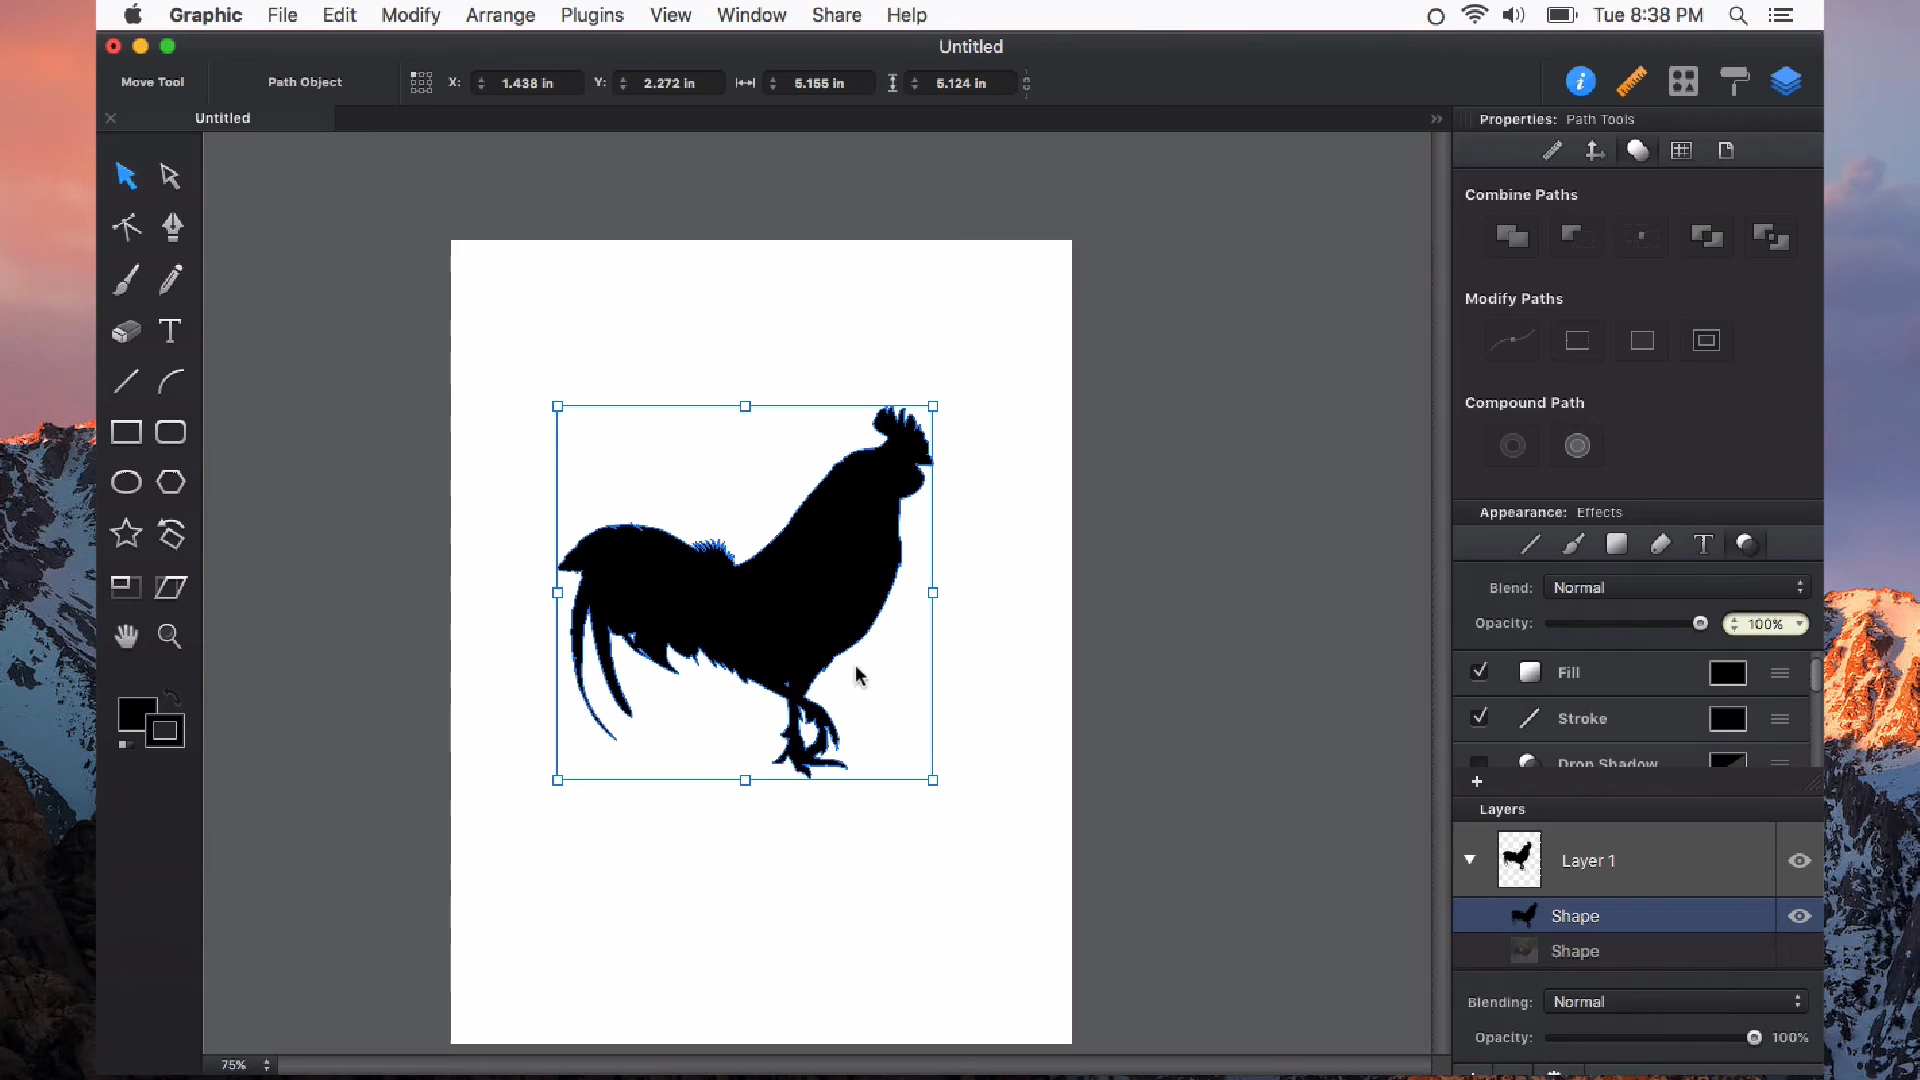 Graphic File Edit Modify Arrange Plugins View Window Share Help Tue 8:38 PM
Untitled
Move Tool Path Object X: 1.438 in Y: 2.272 in 5.155 in 5.124 in
Untitled
Properties: Path Tools
Combine Paths
Modify Paths
Compound Path
Appearance: Effects
Blend: Normal
Opacity: 100%
Fill
Stroke
Drop Shadow
Layers
Layer 1
Shape
Shape
Blending: Normal
Opacity: 100%
75%